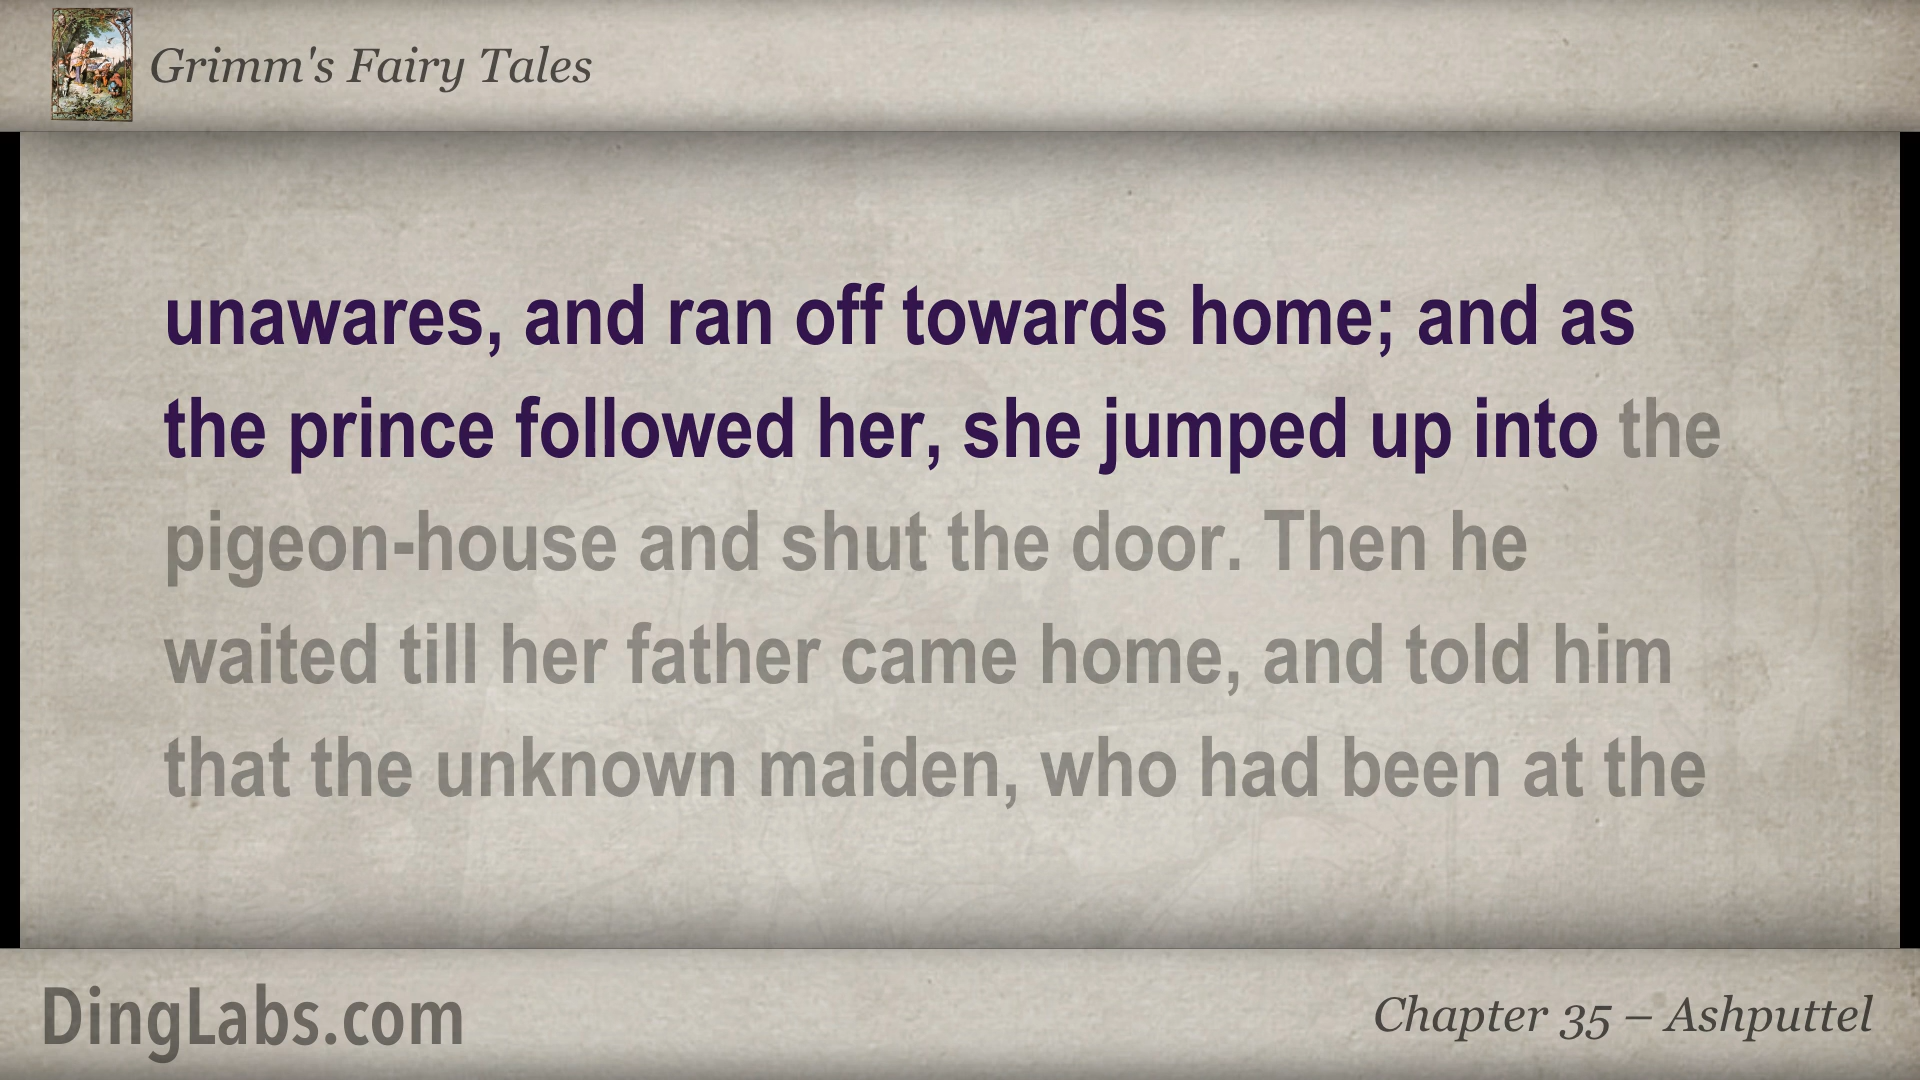 Grimm's Fairy Tales
unawares, and ran off towards home; and as
the prince followed her, she jumped up into the
pigeon-house and shut the door. Then he
waited till her father came home, and told him
that the unknown maiden, who had been at the
DingLabs.com
Chapter 35 – Ashputtel